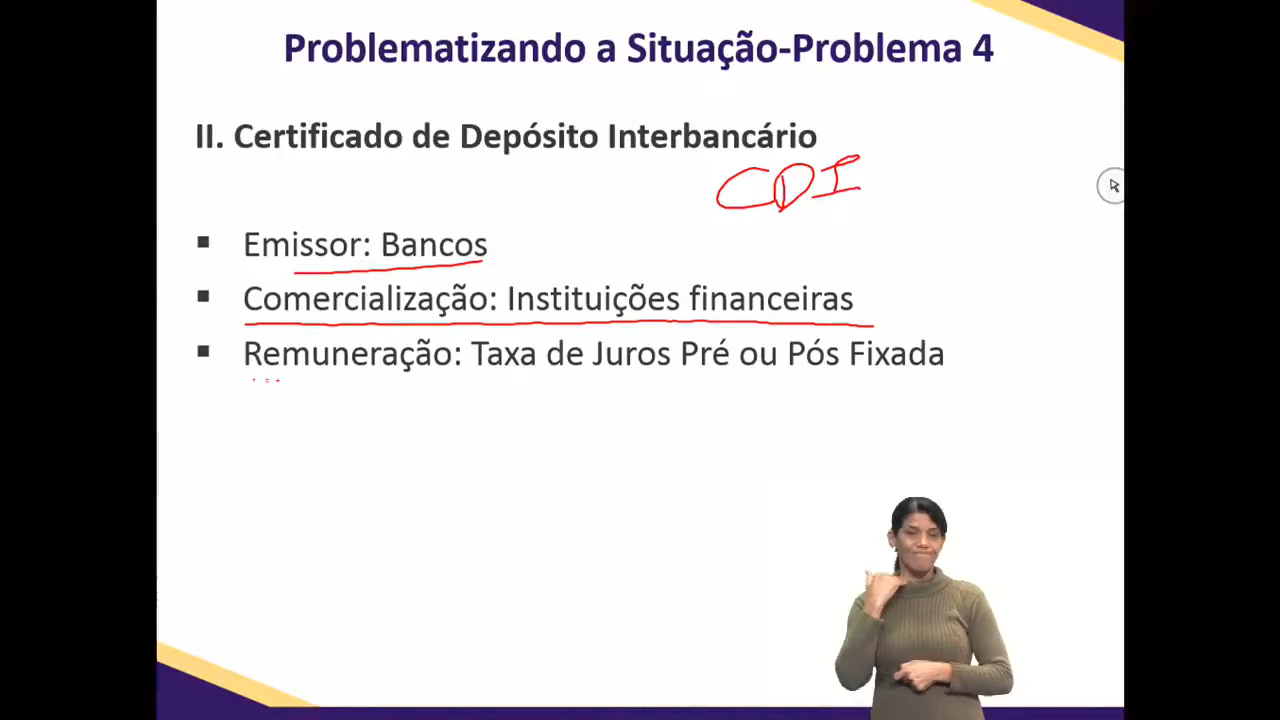 Problematizando a Situação-Problema 4
II. Certificado de Depósito Interbancário
CDI
▪ Emissor: Bancos
▪ Comercialização: Instituições financeiras
▪ Remuneração: Taxa de Juros Pré ou Pós Fixada